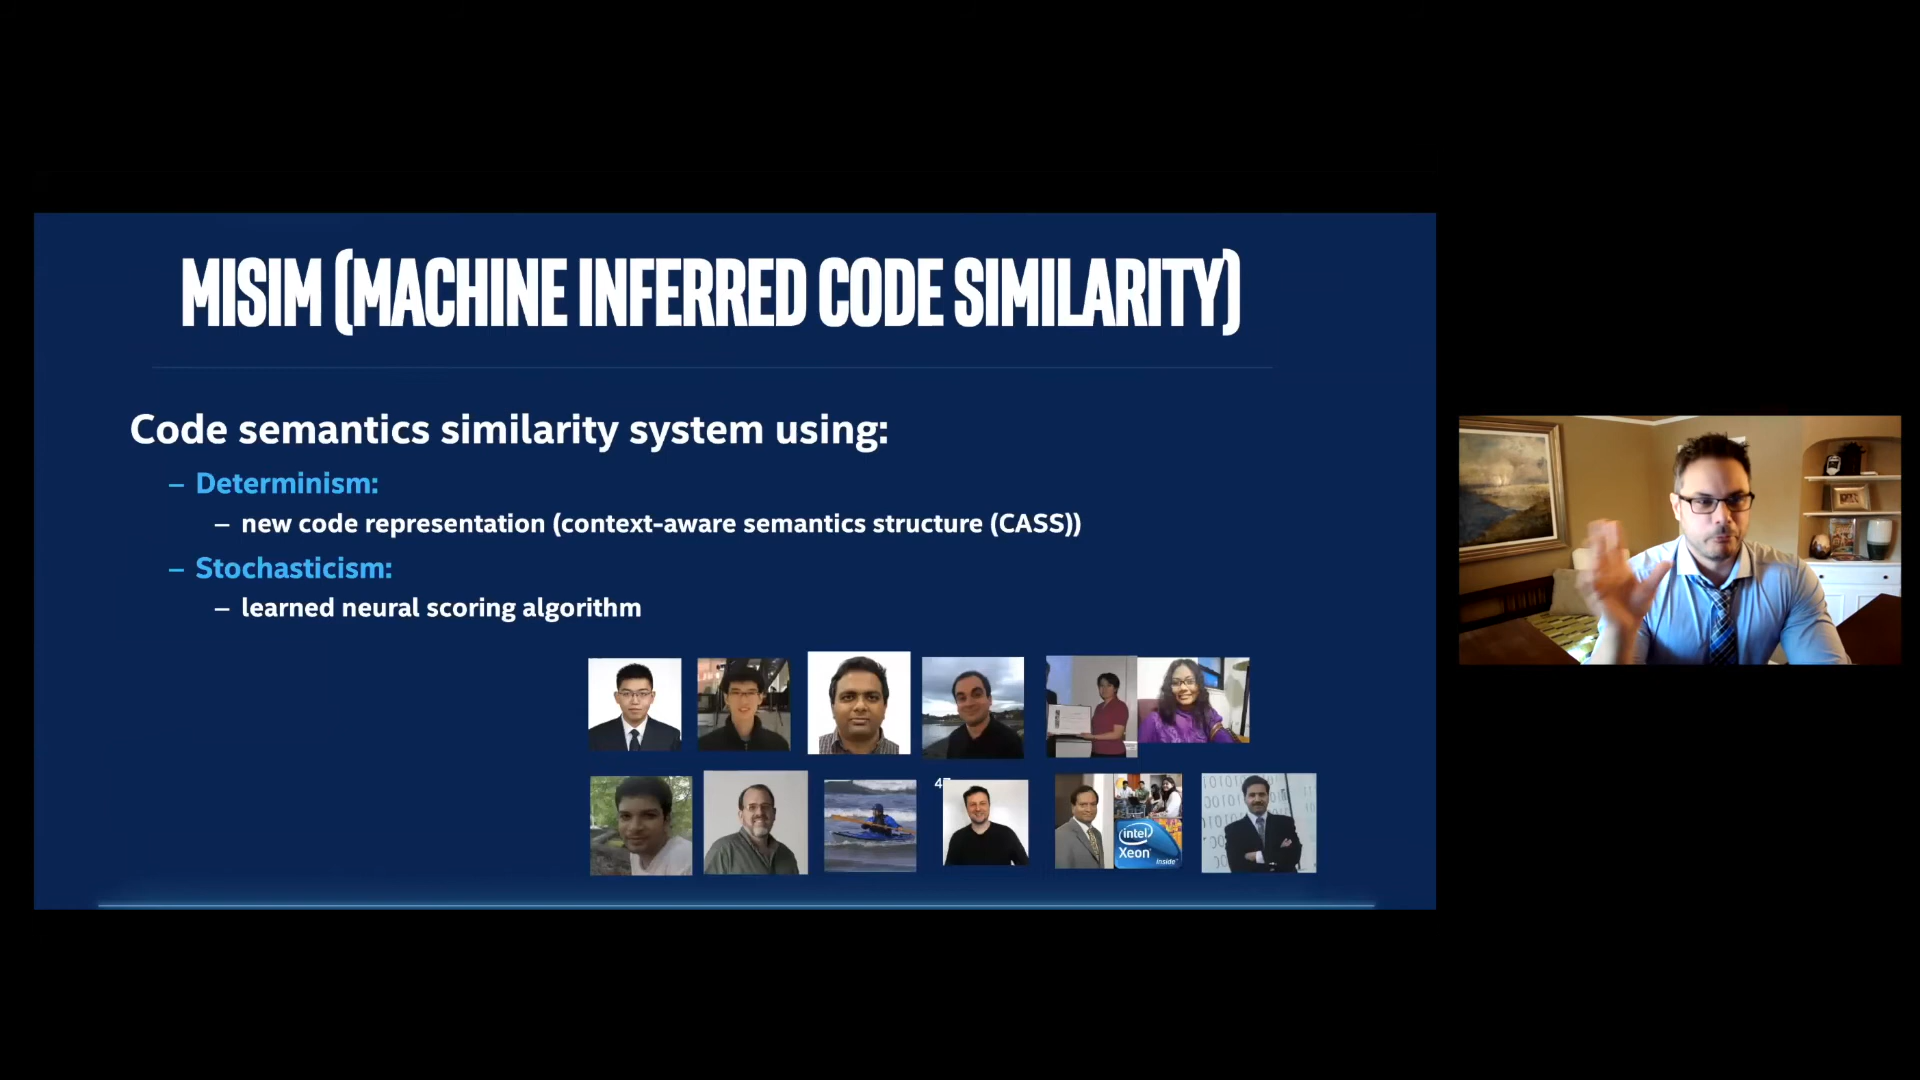 MISIM (MACHINE INFERRED CODE SIMILARITY)
Code semantics similarity system using:
– Determinism:
– new code representation (context-aware semantics structure (CASS))
– Stochasticism:
– learned neural scoring algorithm
intel
Xeon
inside